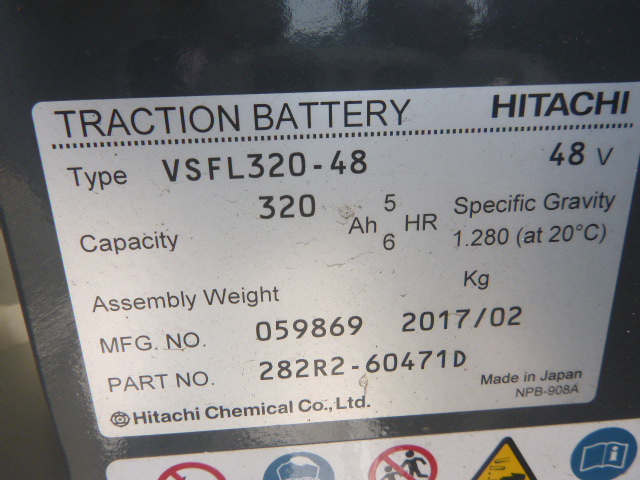 TRACTION BATTERY HITACHI
Type VSFL320-48 48 V
Capacity 320 Ah 5 HR Specific Gravity
6 1.280 (at 20°C)
Assembly Weight Kg
MFG. NO. 059869 2017/02
PART NO. 282R2-60471D Made in Japan
Hitachi Chemical Co., Ltd. NPB-908A